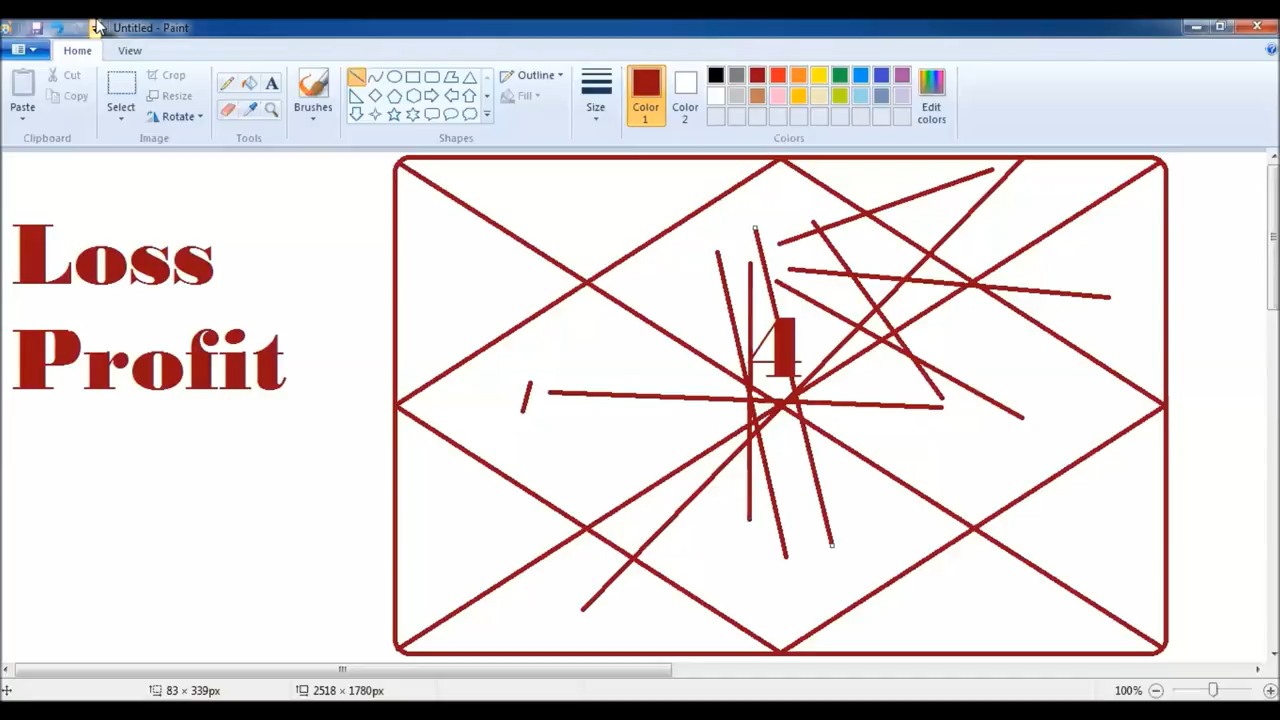 Untitled - Paint
Home
View
Paste
Cut
Copy
Clipboard
Select
Crop
Resize
Rotate
Image
A
Tools
Brushes
Outline
Fill
Shapes
Size
Color
1
Color
2
Edit
colors
Colors
Loss
Profit
4
83 × 339px
2518 × 1780px
100%